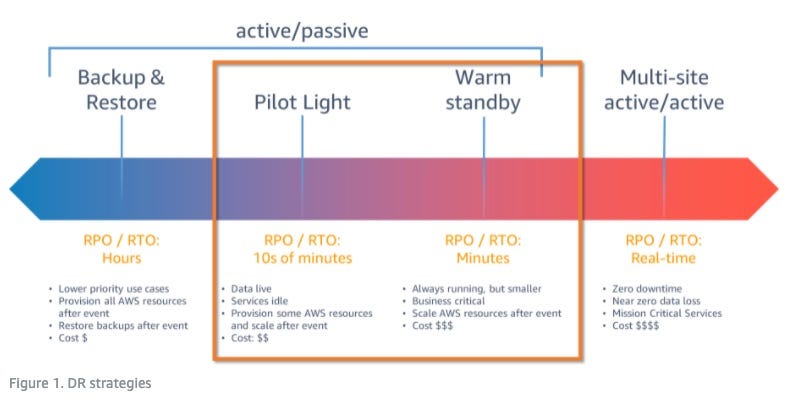 active/passive
Backup &
Restore
Pilot Light
Warm
standby
Multi-site
active/active
RPO / RTO:
Hours
RPO / RTO:
10s of minutes
RPO / RTO:
Minutes
RPO / RTO:
Real-time
• Lower priority use cases
• Provision all AWS resources
after event
• Restore backups after event
• Cost $
• Data live
• Services idle
• Provision some AWS resources
and scale after event
• Cost: $$
• Always running, but smaller
• Business critical
• Scale AWS resources after event
• Cost $$$
• Zero downtime
• Near zero data loss
• Mission Critical Services
• Cost $$$$
Figure 1. DR strategies